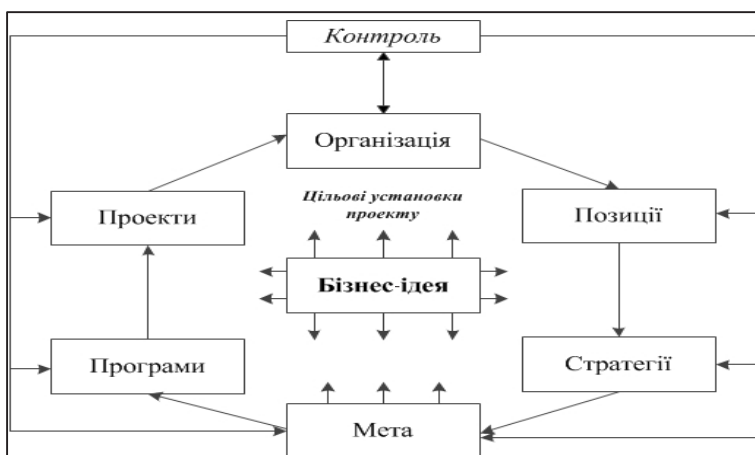 Контроль
Організація
Цільові установки
проекту
Проекти
Позиції
Бізнес-ідея
Програми
Стратегії
Мета